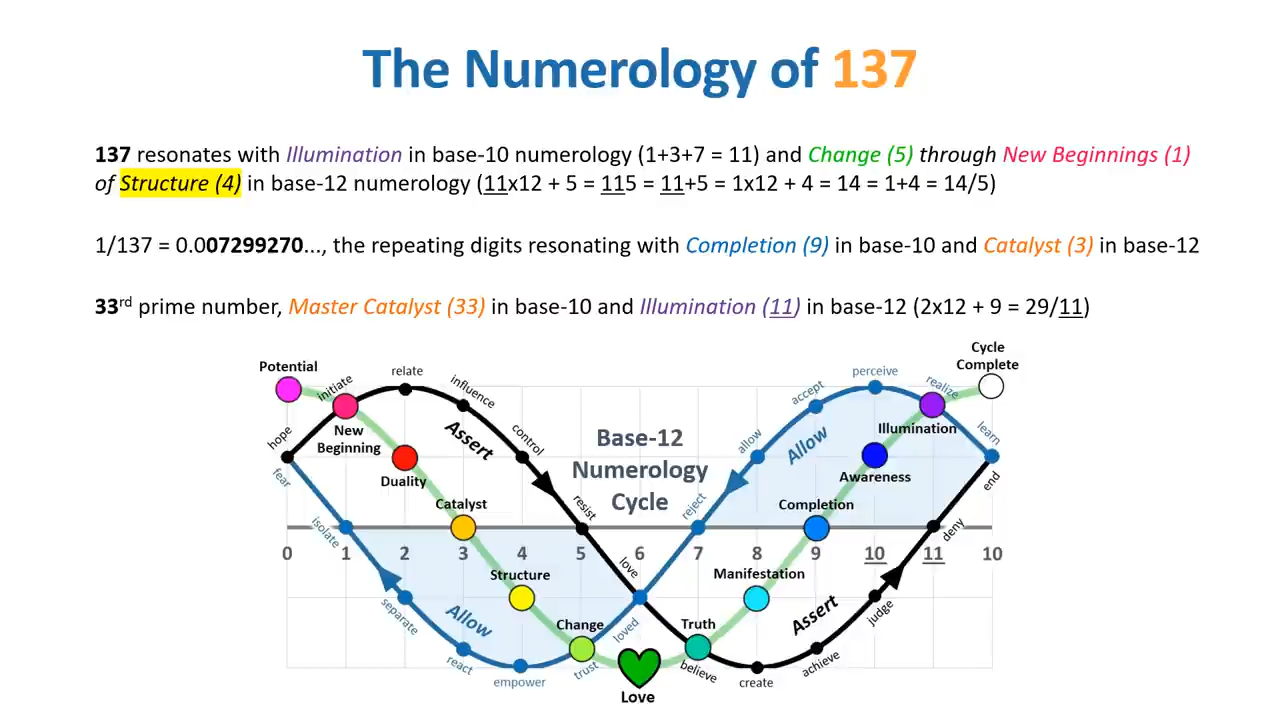 The Numerology of 137
137 resonates with Illumination in base-10 numerology (1+3+7 = 11) and Change (5) through New Beginnings (1)
of Structure (4) in base-12 numerology (11x12 + 5 = 115 = 11+5 = 1x12 + 4 = 14 = 1+4 = 14/5)
1/137 = 0.007299270..., the repeating digits resonating with Completion (9) in base-10 and Catalyst (3) in base-12
33rd prime number, Master Catalyst (33) in base-10 and Illumination (11) in base-12 (2x12 + 9 = 29/11)
Potential
initiate
relate
influence
control
resist
love
hope
fear
isolate
separate
react
empower
trust
loved
reject
allow
accept
perceive
realize
learn
end
deny
judge
achieve
create
believe
Cycle
Complete
New
Beginning
Duality
Catalyst
Structure
Change
Love
Truth
Manifestation
Completion
Awareness
Illumination
Assert
Allow
Allow
Assert
Base-12
Numerology
Cycle
0 1 2 3 4 5 6 7 8 9 10 11 10